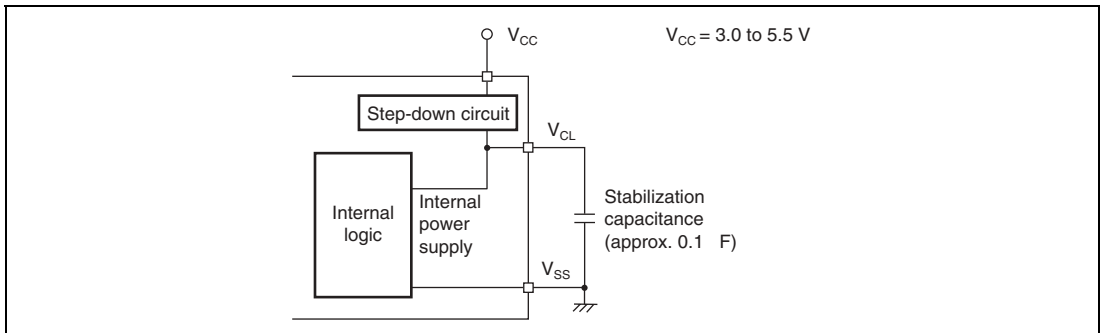 V_CC
V_CC = 3.0 to 5.5 V
Step-down circuit
V_CL
Internal
logic
Internal
power
supply
Stabilization
capacitance
(approx. 0.1 F)
V_SS